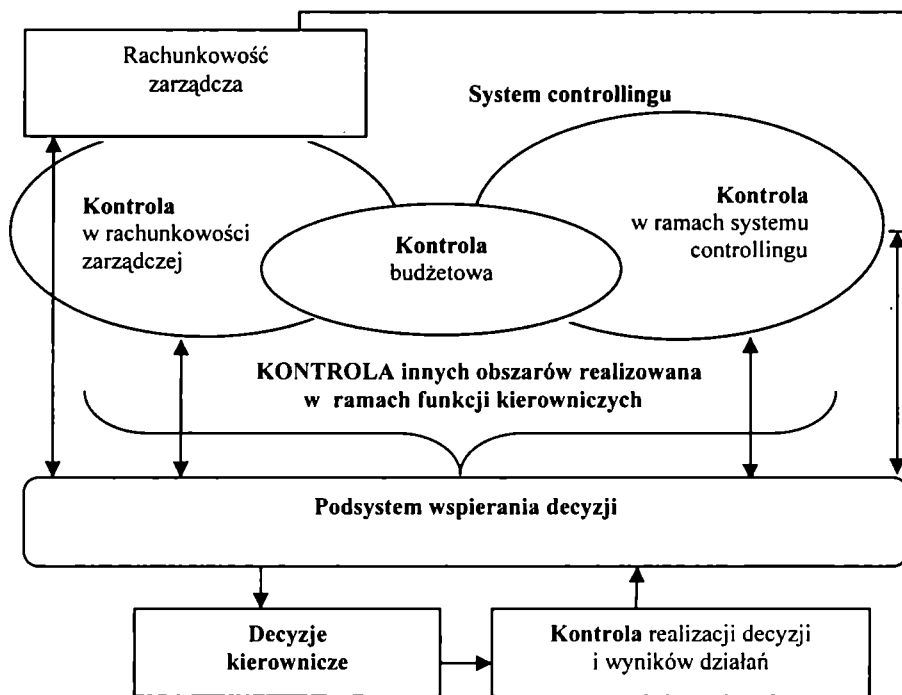 Rachunkowość
zarządcza
System controllingu
Kontrola
w rachunkowości
zarządczej
Kontrola
budżetowa
Kontrola
w ramach systemu
controllingu
KONTROLA innych obszarów realizowana
w ramach funkcji kierowniczych
Podsystem wspierania decyzji
Decyzje
kierownicze
Kontrola realizacji decyzji
i wyników działań